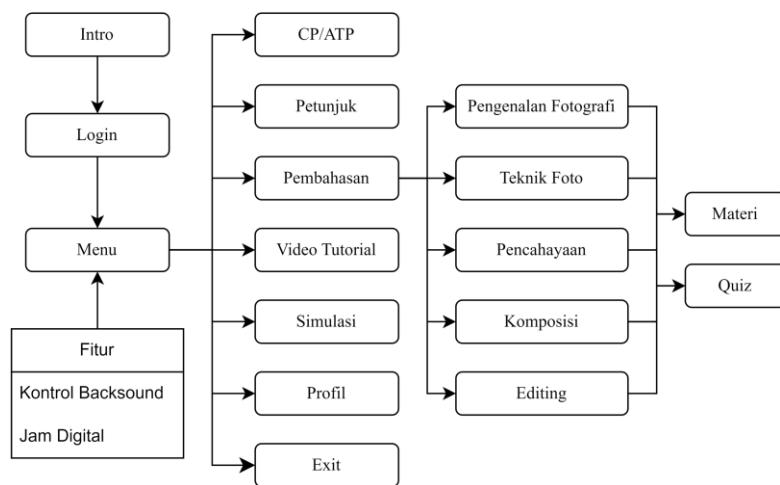 Intro
Login
Menu
Fitur
Kontrol Backsound
Jam Digital
CP/ATP
Petunjuk
Pembahasan
Video Tutorial
Simulasi
Profil
Exit
Pengenalan Fotografi
Teknik Foto
Pencahayaan
Komposisi
Editing
Materi
Quiz